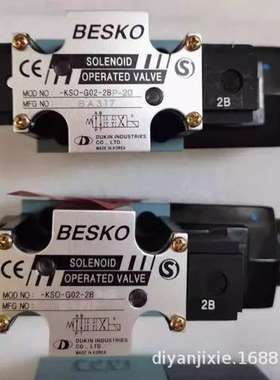 BESKO
SOLENOID
OPERATED VALVE
CE
S
MOD NO: -KSO-G02-2BP-20
MFG NO: BA317
DUKIN INDUSTRIES
CO., LTD.
MADE IN KOREA
2B
BESKO
SOLENOID
OPERATED VALVE
CE
S
MOD NO: -KSO-G02-2B
MFG NO:
DUKIN INDUSTRIES
CO., LTD.
MADE IN KOREA
2B
diyanjixie.1688